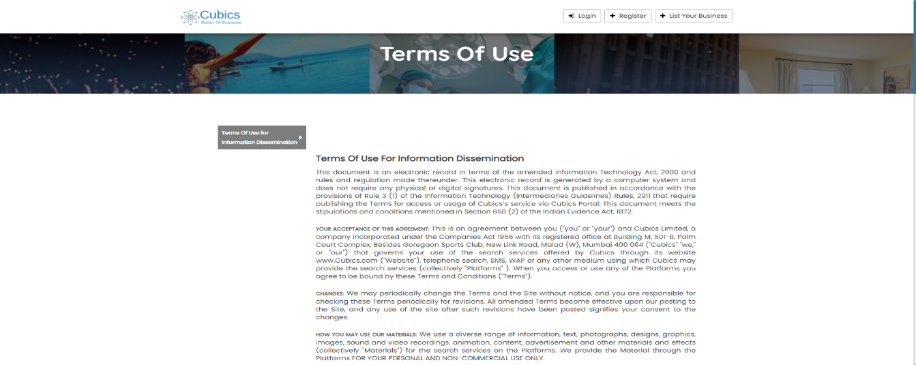 Cubics
Login
Register
List Your Business
Terms Of Use
Terms Of Use for
Information Dissemination
Terms Of Use For Information Dissemination
This document is an electronic record in terms of the amended Information Technology Act, 2000 and
rules and regulation made thereunder. This electronic record is generated by a computer system and
does not require any physical or digital signatures. This document is published in accordance with the
provisions of Rule 3 (1) of the Information Technology (Intermediaries Guidelines) Rules, 2011 that require
publishing the Terms for access or usage of Cubics's service via Cubics Portal. This document meets the
stipulations and conditions mentioned in Section 65B (2) of the Indian Evidence Act, 1872.
YOUR ACCEPTANCE OF THIS AGREEMENT: This is an agreement between you ("you" or "your") and Cubics Limited, a
company incorporated under the Companies Act 1956 with its registered office at Building M, 501-B, Palm
Court Complex, Besides Goregaon Sports Club, New Link Road, Malad (W), Mumbai 400 064 ("Cubics" "we,"
or "our") that governs your use of the search services offered by Cubics through its website
www.Cubics.com ("Website"), telephone search, SMS, WAP or any other medium using which Cubics may
provide the search services (collectively "Platforms" ). When you access or use any of the Platforms you
agree to be bound by these Terms and Conditions ("Terms").
CHANGES: We may periodically change the Terms and the Site without notice, and you are responsible for
checking these Terms periodically for revisions. All amended Terms become effective upon our posting to
the Site, and any use of the site after such revisions have been posted signifies your consent to the
changes.
HOW YOU MAY USE OUR MATERIALS: We use a diverse range of information, text, photographs, designs, graphics,
images, sound and video recordings, animation, content, advertisement and other materials and effects
(collectively "Materials") for the search services on the Platforms. We provide the Material through the
Platforms FOR YOUR PERSONAL AND NON-COMMERCIAL USE ONLY.